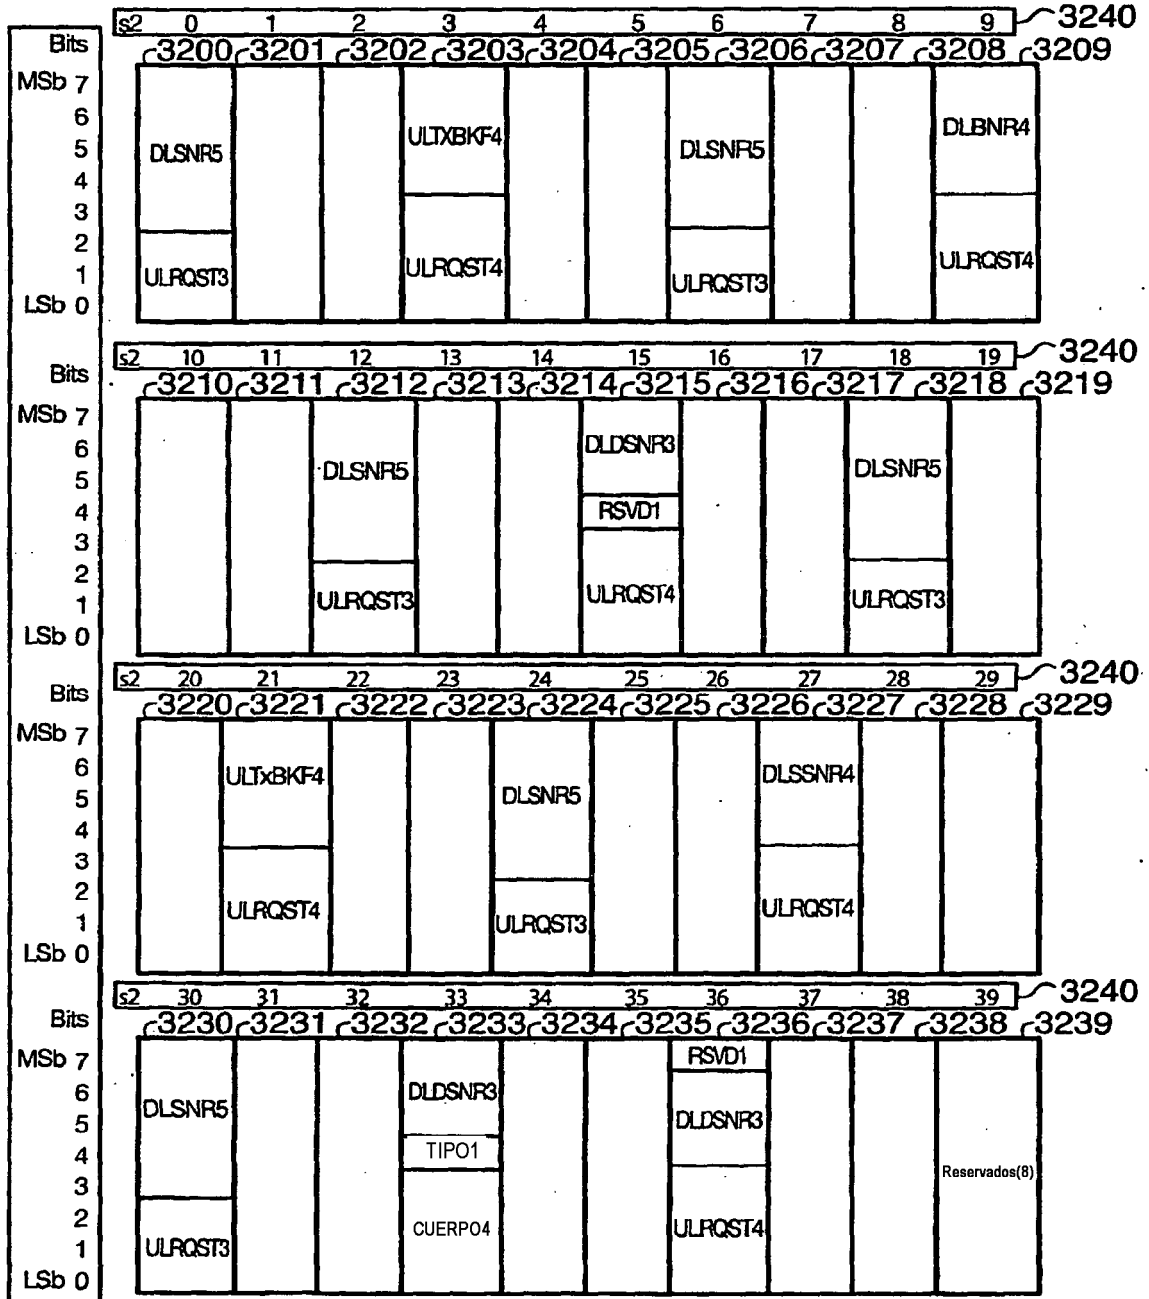 s2 0 1 2 3 4 5 6 7 8 9 3240
Bits 3200 3201 3202 3203 3204 3205 3206 3207 3208 3209
MSb 7
6
5
4
3
2
1
LSb 0
DLSNR5 ULTXBKF4 DLSNR5 DLBNR4
ULRQST3 ULRQST4 ULRQST3 ULRQST4
s2 10 11 12 13 14 15 16 17 18 19 3240
Bits 3210 3211 3212 3213 3214 3215 3216 3217 3218 3219
MSb 7
6
5
4
3
2
1
LSb 0
DLSNR5 DLDSNR3 DLSNR5
RSVD1
ULRQST3 ULRQST4 ULRQST3
s2 20 21 22 23 24 25 26 27 28 29 3240
Bits 3220 3221 3222 3223 3224 3225 3226 3227 3228 3229
MSb 7
6
5
4
3
2
1
LSb 0
ULTxBKF4 DLSNR5 DLSSNR4
ULRQST4 ULRQST3 ULRQST4
s2 30 31 32 33 34 35 36 37 38 39 3240
Bits 3230 3231 3232 3233 3234 3235 3236 3237 3238 3239
MSb 7
6
5
4
3
2
1
LSb 0
RSVD1
DLSNR5 DLDSNR3 DLDSNR3
TIPO1 Reservados(8)
ULRQST3 CUERPO4 ULRQST4